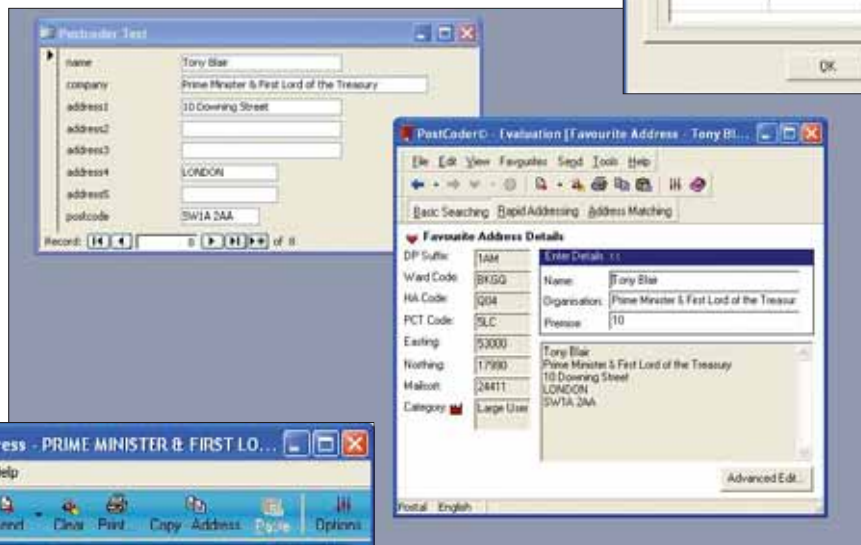 OK
Postcoder Test
name Tony Blair
company Prime Minister & First Lord of the Treasury
address1 10 Downing Street
address2
address3
address4 LONDON
address5
postcode SW1A 2AA
Record: 8 of 8
PostCoder© - Evaluation [Favourite Address - Tony Bl...
File Edit View Favourites Send Tools Help
Basic Searching Rapid Addressing Address Matching
Favourite Address Details
DP Suffix: 1AM
Ward Code: BKGQ
HA Code: Q04
PCT Code: 5LC
Easting: 53000
Northing: 17990
Mailsort: 24411
Category: Large User
Enter Details
Name: Tony Blair
Organisation: Prime Minister & First Lord of the Treasur
Premise: 10
Tony Blair
Prime Minister & First Lord of the Treasury
10 Downing Street
LONDON
SW1A 2AA
Advanced Edit...
Postal English
ress - PRIME MINISTER & FIRST LO...
Help
Send Clear Print Copy Address Paste Options